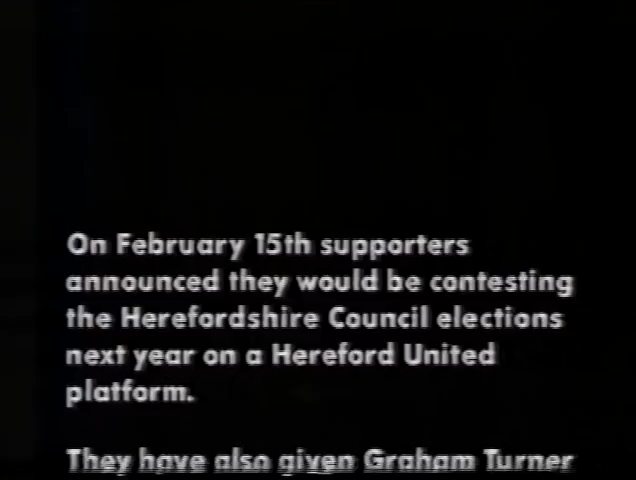 On February 15th supporters
announced they would be contesting
the Herefordshire Council elections
next year on a Hereford United
platform.
They have also given Graham Turner